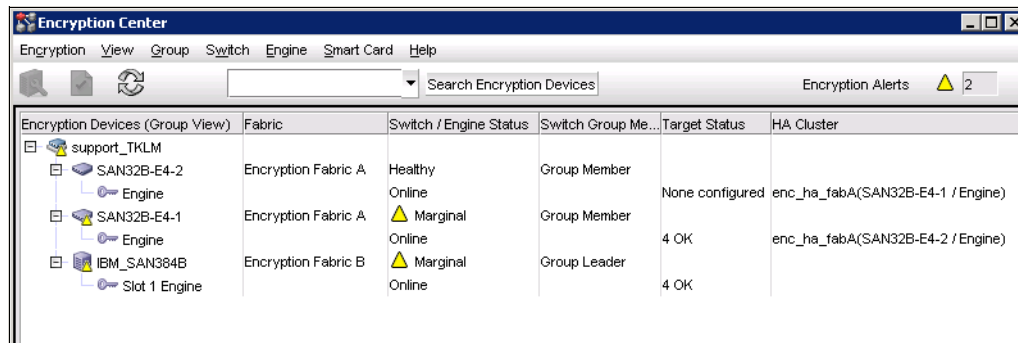 Encryption Center
Encryption View Group Switch Engine Smart Card Help
Search Encryption Devices Encryption Alerts 2
Encryption Devices (Group View) Fabric Switch / Engine Status Switch Group Me... Target Status HA Cluster
support_TKLM
SAN32B-E4-2 Encryption Fabric A Healthy Group Member
Engine Online None configured enc_ha_fabA(SAN32B-E4-1 / Engine)
SAN32B-E4-1 Encryption Fabric A Marginal Group Member
Engine Online 4 OK enc_ha_fabA(SAN32B-E4-2 / Engine)
IBM_SAN384B Encryption Fabric B Marginal Group Leader
Slot 1 Engine Online 4 OK